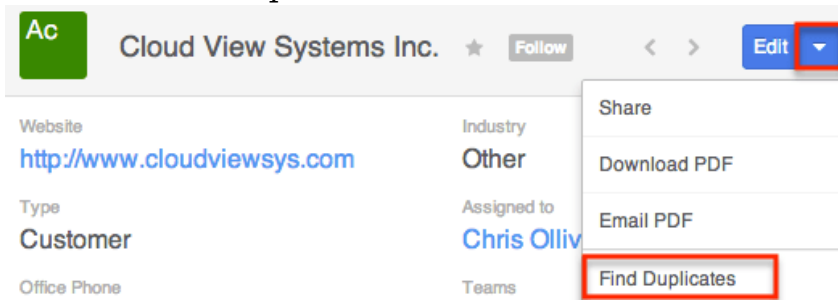 Ac
Cloud View Systems Inc. Follow < > Edit
Share
Website Industry
http://www.cloudviewsys.com Other
Download PDF
Type Assigned to
Email PDF
Customer Chris
Find Duplicates
Office Phone Teams